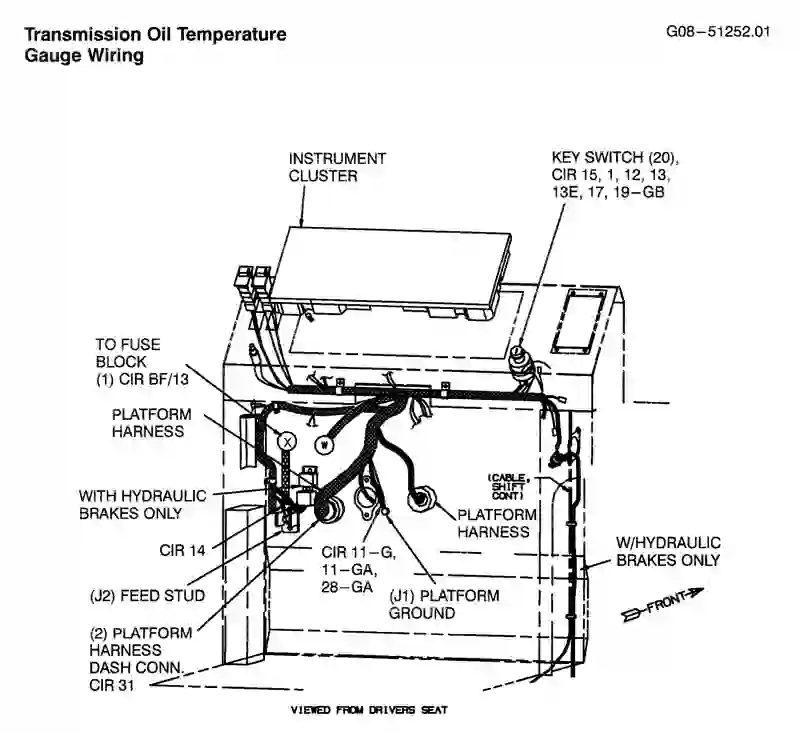 Transmission Oil Temperature
Gauge Wiring
G08-51252.01
INSTRUMENT
CLUSTER
KEY SWITCH (20),
CIR 15, 1, 12, 13,
13E, 17, 19-GB
TO FUSE
BLOCK
(1) CIR BF/13
PLATFORM
HARNESS
X
W
WITH HYDRAULIC
BRAKES ONLY
(CABLE,
SHIFT
CONT)
PLATFORM
HARNESS
CIR 14
CIR 11-G,
11-GA,
28-GA
W/HYDRAULIC
BRAKES ONLY
(J2) FEED STUD
(J1) PLATFORM
GROUND
FRONT
(2) PLATFORM
HARNESS
DASH CONN.
CIR 31
VIEWED FROM DRIVERS SEAT